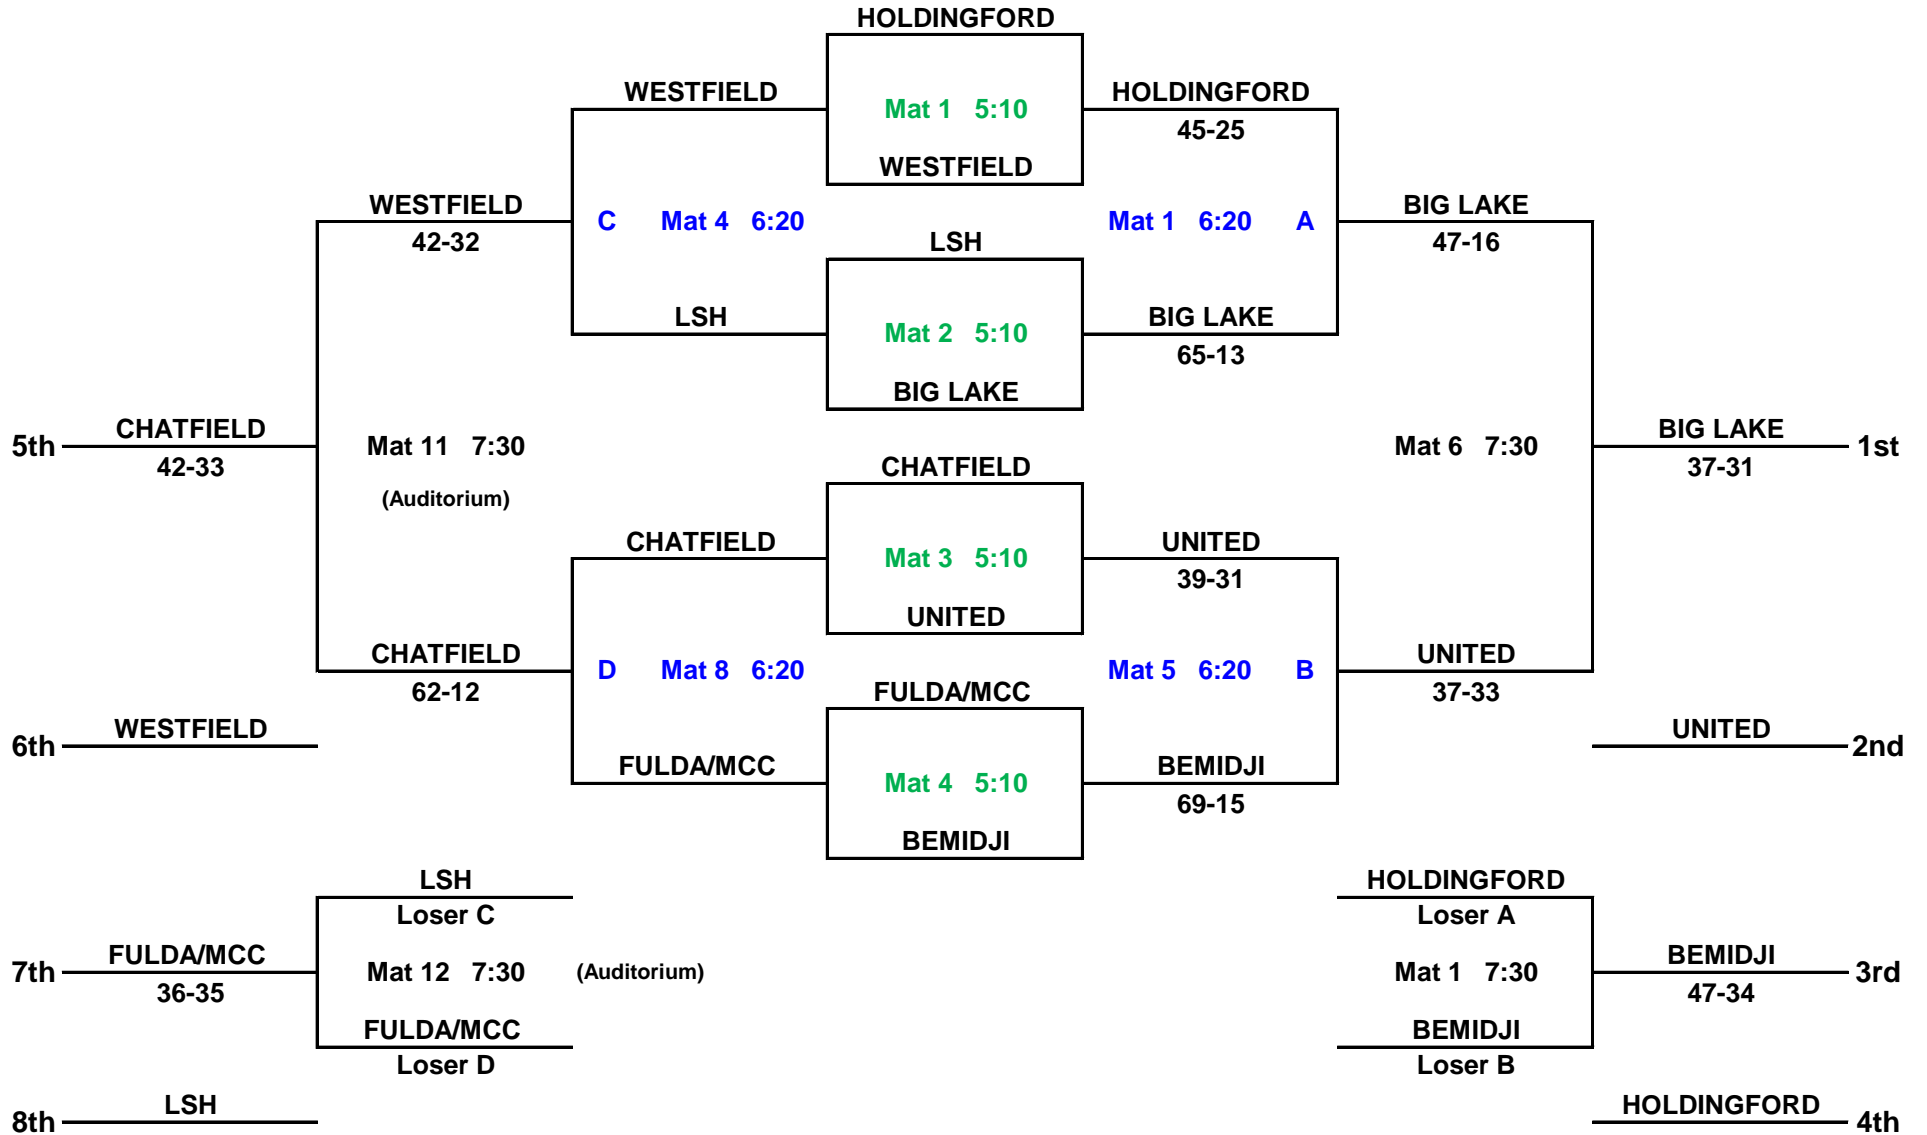 HOLDINGFORD
WESTFIELD
HOLDINGFORD
Mat 1 5:10
45-25
WESTFIELD
WESTFIELD
BIG LAKE
C Mat 4 6:20
Mat 1 6:20 A
42-32
LSH
47-16
LSH
BIG LAKE
Mat 2 5:10
65-13
BIG LAKE
CHATFIELD
BIG LAKE
5th
Mat 11 7:30
Mat 6 7:30
1st
42-33
CHATFIELD
37-31
(Auditorium)
CHATFIELD
UNITED
Mat 3 5:10
39-31
UNITED
CHATFIELD
UNITED
D Mat 8 6:20
Mat 5 6:20 B
62-12
FULDA/MCC
37-33
WESTFIELD
UNITED
6th
2nd
FULDA/MCC
BEMIDJI
Mat 4 5:10
69-15
BEMIDJI
LSH
HOLDINGFORD
Loser C
Loser A
FULDA/MCC
BEMIDJI
7th
Mat 12 7:30
(Auditorium)
Mat 1 7:30
3rd
36-35
47-34
FULDA/MCC
BEMIDJI
Loser D
Loser B
LSH
HOLDINGFORD
8th
4th